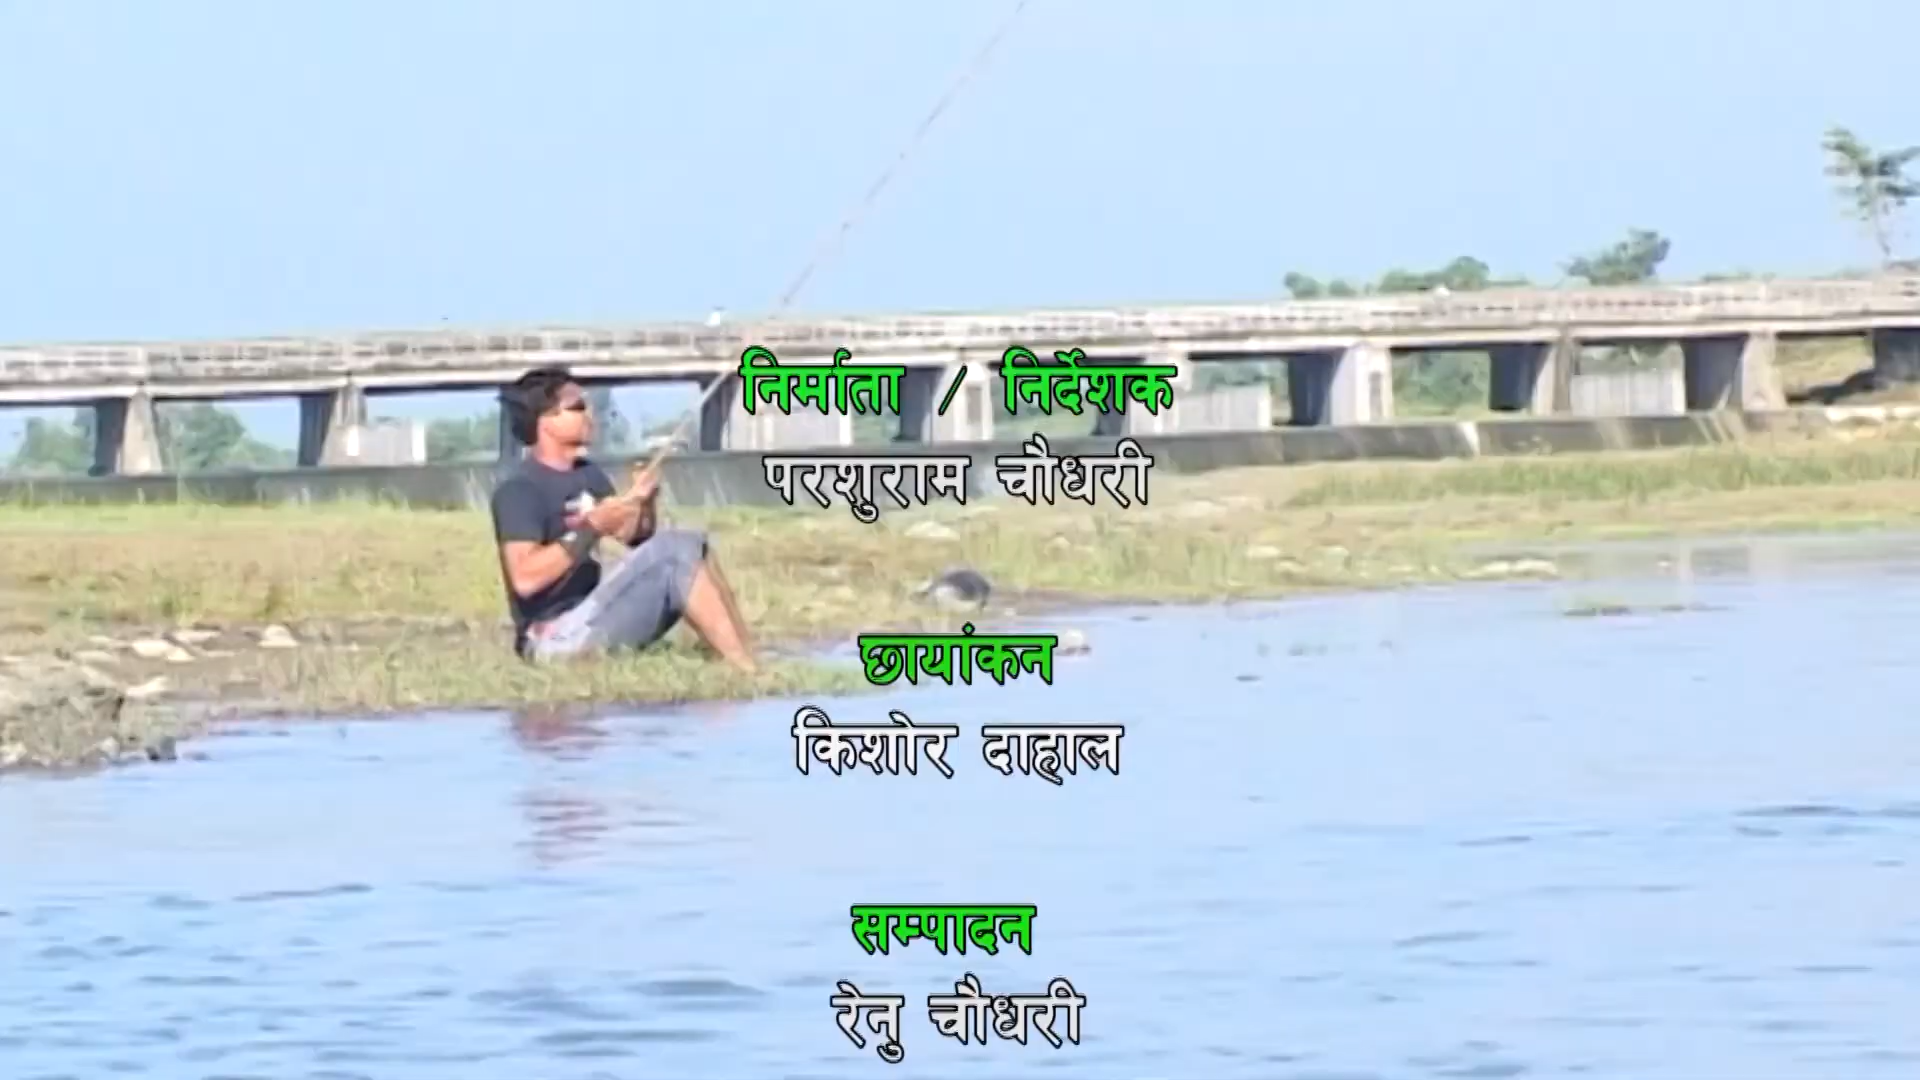 निर्माता / निर्देशक
परशुराम चौधरी
छायांकन
किशोर दाहाल
सम्पादन
रेनु चौधरी